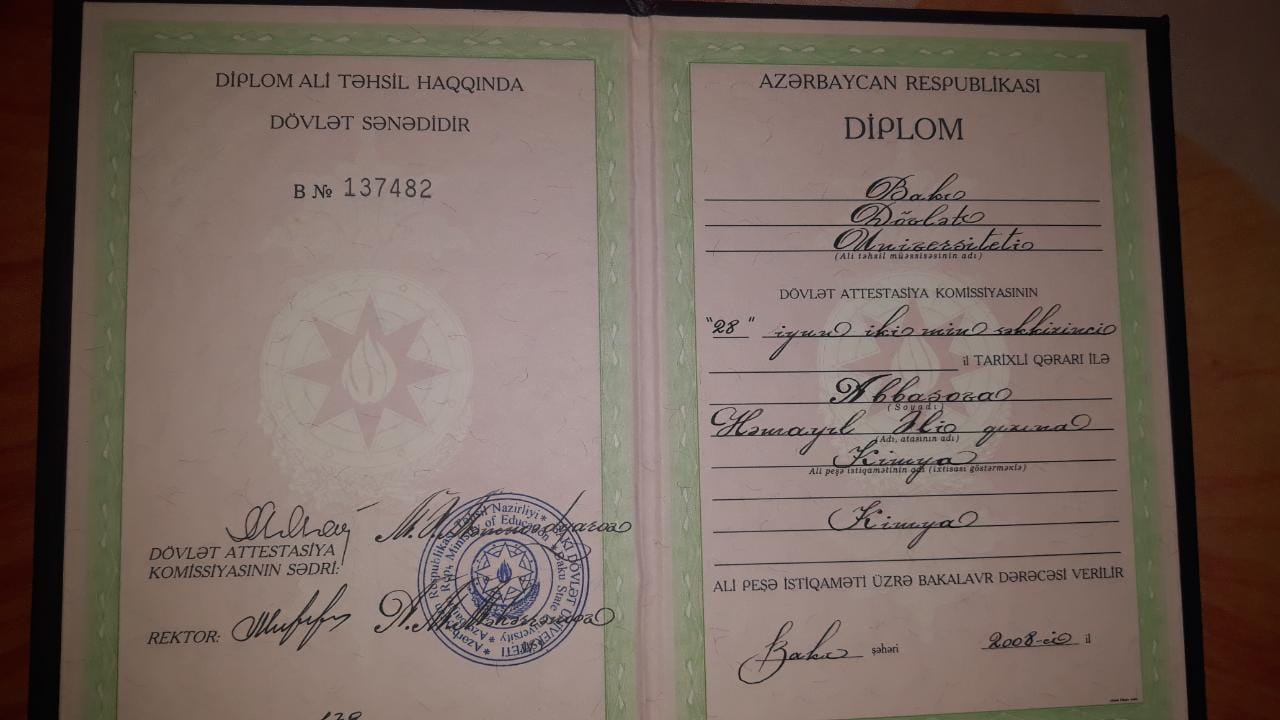 DİPLOM ALİ TƏHSİL HAQQINDA
DÖVLƏT SƏNƏDİDİR
B № 137482
DÖVLƏT ATTESTASİYA
KOMİSSİYASININ SƏDRİ:
REKTOR:
AZƏRBAYCAN RESPUBLİKASI
DİPLOM
Bakı
Dövlət
Universiteti
(Ali təhsil müəssisəsinin adı)
DÖVLƏT ATTESTASİYA KOMİSSİYASININ
"28" iyun iki min səkkizinci
il TARİXLİ QƏRARI İLƏ
Abbasova
(Soyadı)
Həmayıl Əli qızına
(Adı, atasının adı)
Kimya
Ali peşə istiqamətinin adı (ixtisası göstərməklə)
Kimya
ALİ PEŞƏ İSTİQAMƏTİ ÜZRƏ BAKALAVR DƏRƏCƏSİ VERİLİR
Bakı şəhəri 2008-ci il